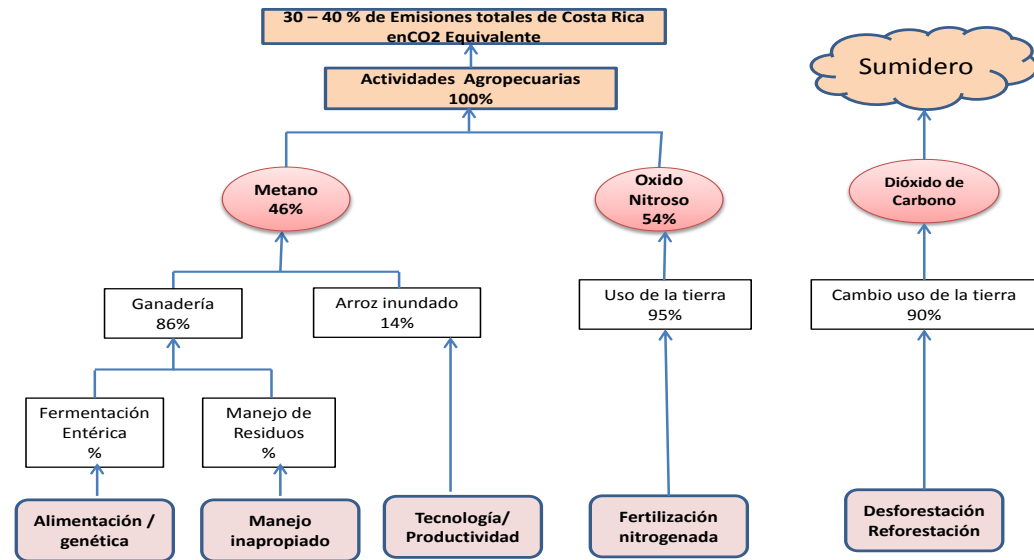 30 – 40 % de Emisiones totales de Costa Rica
enCO2 Equivalente
Actividades Agropecuarias
100%
Sumidero
Metano
46%
Oxido
Nitroso
54%
Dióxido de
Carbono
Ganadería
86%
Arroz inundado
14%
Uso de la tierra
95%
Cambio uso de la tierra
90%
Fermentación
Entérica
%
Manejo de
Residuos
%
Alimentación /
genética
Manejo
inapropiado
Tecnología/
Productividad
Fertilización
nitrogenada
Desforestación
Reforestación